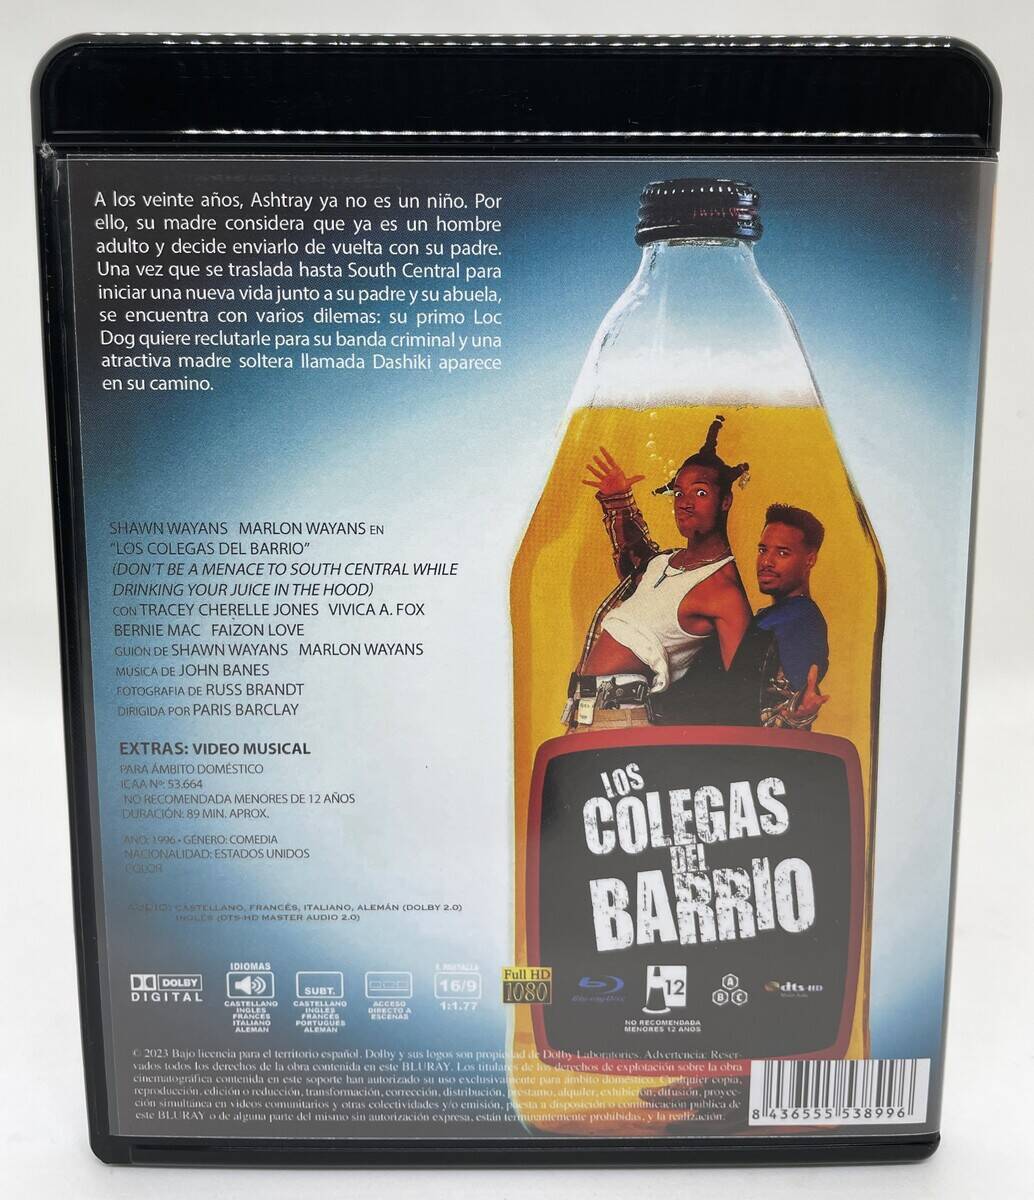 A los veinte años, Ashtray ya no es un niño. Por
ello, su madre considera que ya es un hombre
adulto y decide enviarlo de vuelta con su padre.
Una vez que se traslada hasta South Central para
iniciar una nueva vida junto a su padre y su abuela,
se encuentra con varios dilemas: su primo Loc
Dog quiere reclutarle para su banda criminal y una
atractiva madre soltera llamada Dashiki aparece
en su camino.
SHAWN WAYANS MARLON WAYANS EN
"LOS COLEGAS DEL BARRIO"
(DON'T BE A MENACE TO SOUTH CENTRAL WHILE
DRINKING YOUR JUICE IN THE HOOD)
CON TRACEY CHERELLE JONES VIVICA A. FOX
BERNIE MAC FAIZON LOVE
GUIÓN DE SHAWN WAYANS MARLON WAYANS
MÚSICA DE JOHN BANES
FOTOGRAFIA DE RUSS BRANDT
DIRIGIDA POR PARIS BARCLAY
EXTRAS: VIDEO MUSICAL
PARA ÁMBITO DOMÉSTICO
ICAA Nº: 53.664
NO RECOMENDADA MENORES DE 12 AÑOS
DURACIÓN: 89 MIN. APROX.
AÑO: 1996 • GÉNERO: COMEDIA
NACIONALIDAD: ESTADOS UNIDOS
COLOR
AUDIO: CASTELLANO, FRANCÉS, ITALIANO, ALEMÁN (DOLBY 2.0)
INGLÉS (DTS-HD MASTER AUDIO 2.0)
LOS
COLEGAS
DEL
BARRIO
DOLBY
DIGITAL
IDIOMAS
CASTELLANO
INGLES
FRANCES
ITALIANO
ALEMAN
SUBT.
CASTELLANO
INGLES
FRANCES
PORTUGUES
ALEMAN
ACCESO
DIRECTO A
ESCENAS
F. PANTALLA
16/9
1:1.77
Full HD
1080
Blu-ray Disc
12
NO RECOMENDADA
MENORES 12 AÑOS
A
B C
dts-HD
Master Audio
© 2023 Bajo licencia para el territorio español. Dolby y sus logos son propiedad de Dolby Laboratories. Advertencia: Reser-
vados todos los derechos de la obra contenida en este BLURAY. Los titulares de los derechos de explotación sobre la obra
cinematográfica contenida en este soporte han autorizado su uso exclusivamente para ámbito doméstico. Cualquier copia,
reproducción, edición o reducción, transformación, corrección, distribución, préstamo, alquiler, exhibición, difusión, proyec-
ción simultánea en videos comunitarios y otras colectividades y/o emisión, puesta a disposición o comunicación pública de
este BLURAY o de alguna parte del mismo sin autorización expresa, están terminantemente prohibidas, y la realización.
8 436555 538996